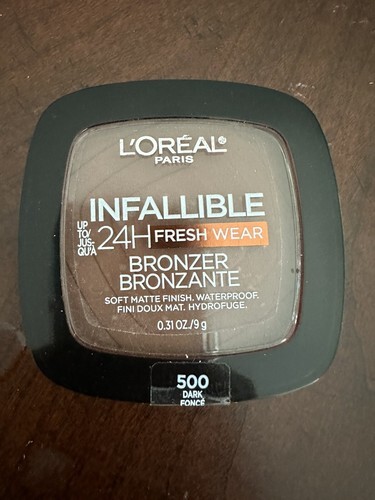 L'ORÉAL
PARIS
INFALLIBLE
UP TO/ JUS- QU'À
24H FRESH WEAR
BRONZER
BRONZANTE
SOFT MATTE FINISH. WATERPROOF.
FINI DOUX MAT. HYDROFUGE.
0.31 OZ./9 g
500
DARK
FONCÉ